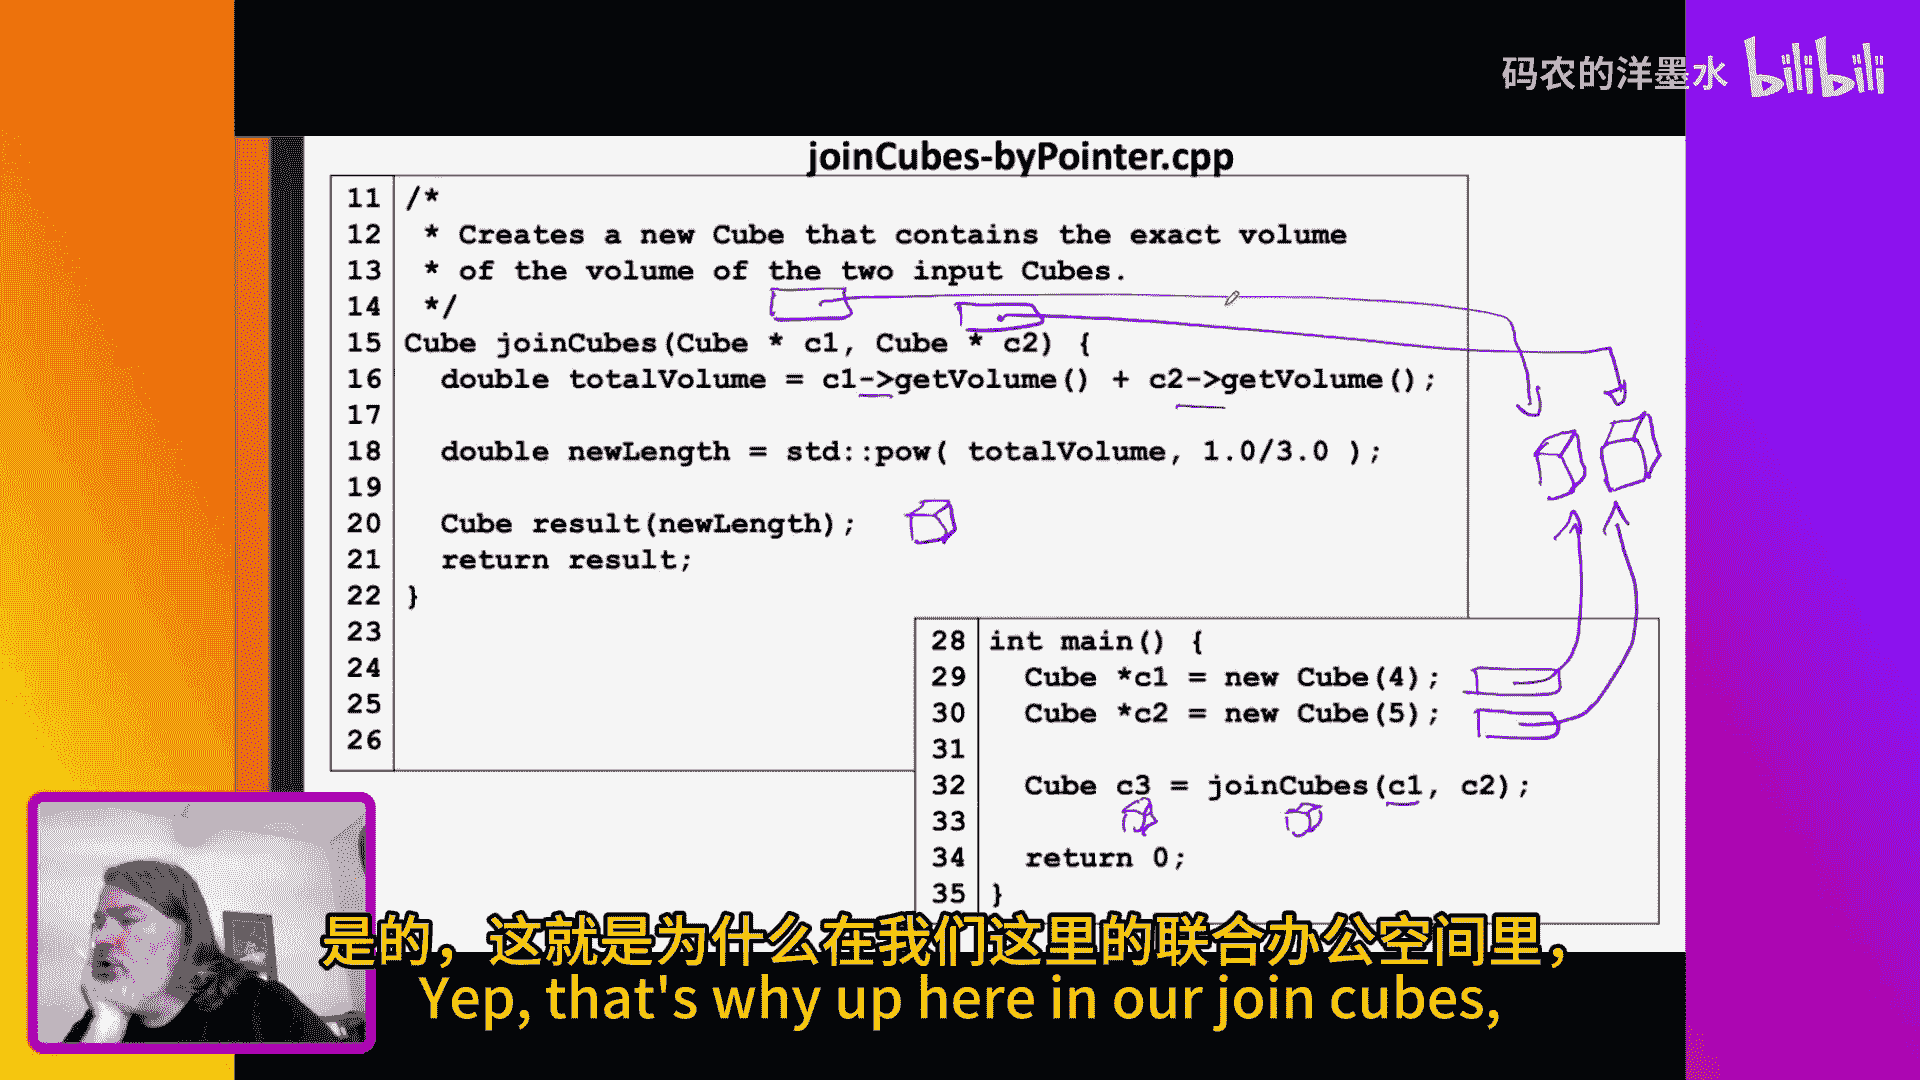 码农的洋墨水 bilibili
joinCubes-byPointer.cpp
11 /*
12  * Creates a new Cube that contains the exact volume
13  * of the volume of the two input Cubes.
14  */
15 Cube joinCubes(Cube * c1, Cube * c2) {
16   double totalVolume = c1->getVolume() + c2->getVolume();
17
18   double newLength = std::pow( totalVolume, 1.0/3.0 );
19
20   Cube result(newLength);
21   return result;
22 }
23
24
25
26
28 int main() {
29   Cube *c1 = new Cube(4);
30   Cube *c2 = new Cube(5);
31
32   Cube c3 = joinCubes(c1, c2);
33
34   return 0;
35 }
是的，这就是为什么在我们这里的联合办公空间里，
Yep, that's why up here in our join cubes,